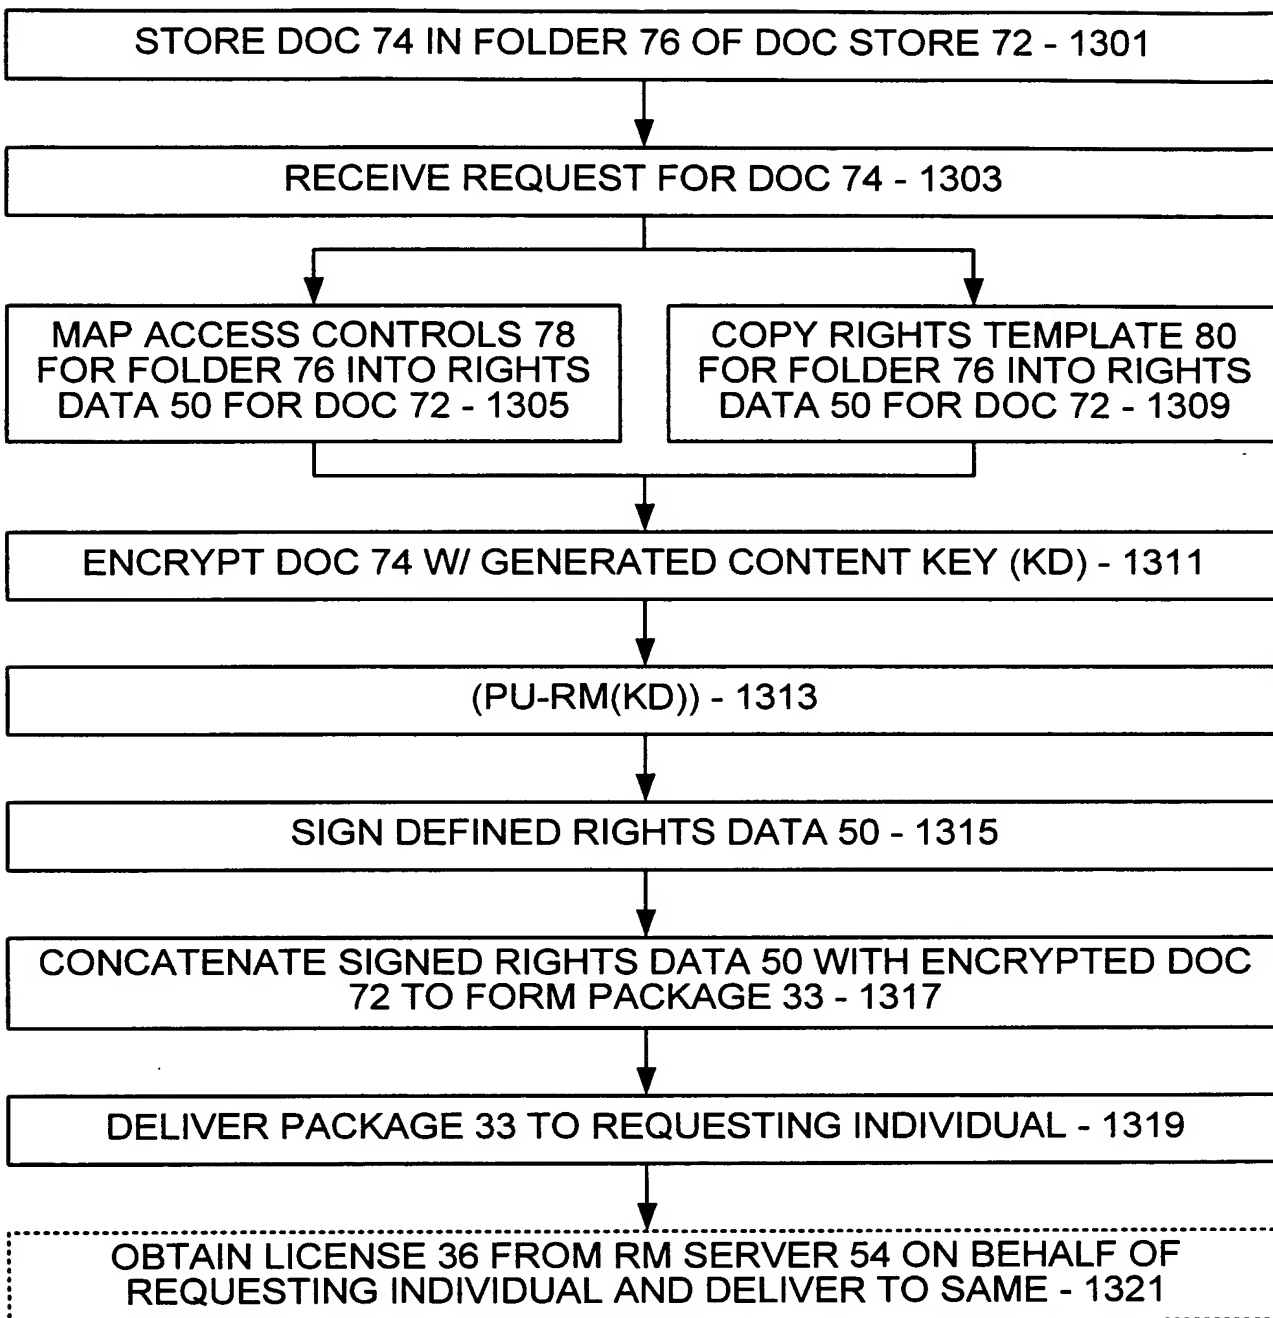 STORE DOC 74 IN FOLDER 76 OF DOC STORE 72 - 1301
RECEIVE REQUEST FOR DOC 74 - 1303
MAP ACCESS CONTROLS 78
FOR FOLDER 76 INTO RIGHTS
DATA 50 FOR DOC 72 - 1305
COPY RIGHTS TEMPLATE 80
FOR FOLDER 76 INTO RIGHTS
DATA 50 FOR DOC 72 - 1309
ENCRYPT DOC 74 W/ GENERATED CONTENT KEY (KD) - 1311
(PU-RM(KD)) - 1313
SIGN DEFINED RIGHTS DATA 50 - 1315
CONCATENATE SIGNED RIGHTS DATA 50 WITH ENCRYPTED DOC
72 TO FORM PACKAGE 33 - 1317
DELIVER PACKAGE 33 TO REQUESTING INDIVIDUAL - 1319
OBTAIN LICENSE 36 FROM RM SERVER 54 ON BEHALF OF
REQUESTING INDIVIDUAL AND DELIVER TO SAME - 1321